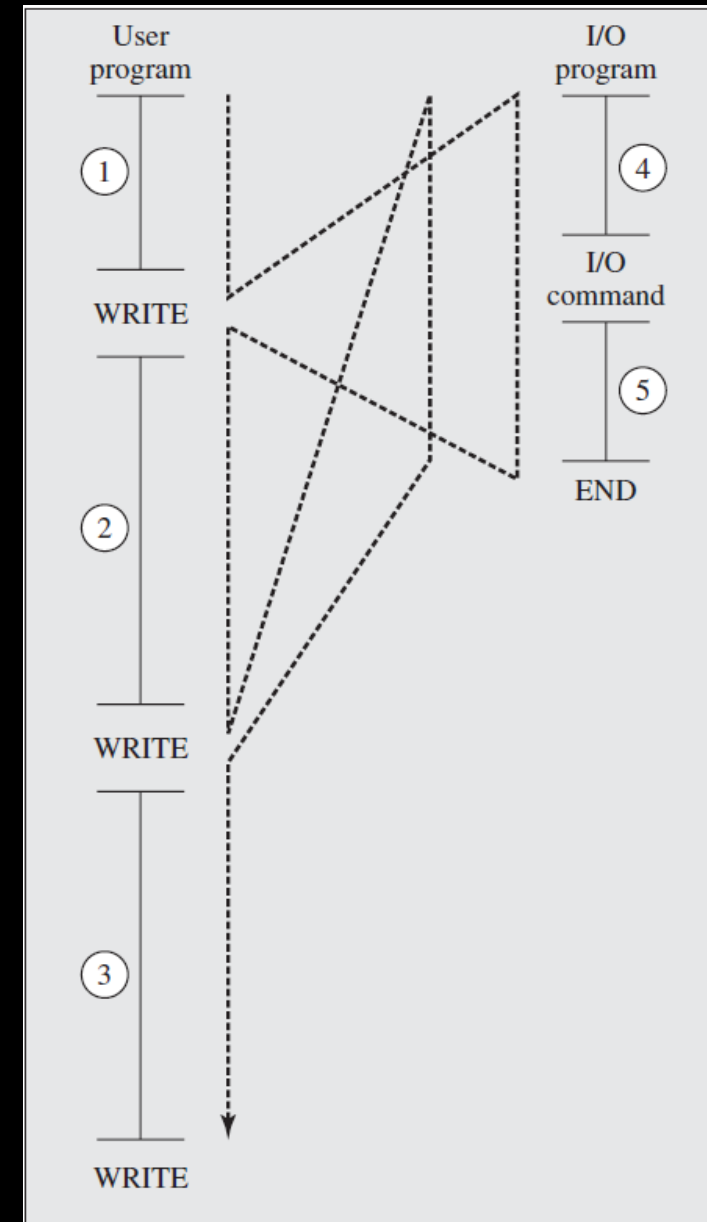 User
program
1
WRITE
2
WRITE
3
WRITE
I/O
program
4
I/O
command
5
END